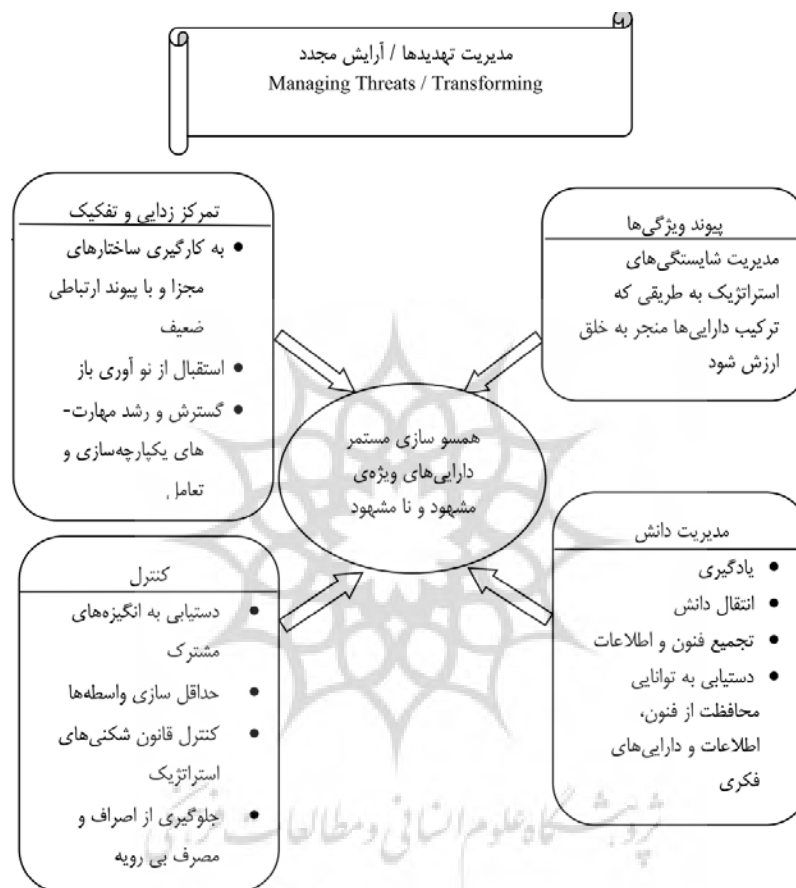 مدیریت تهدیدها / آرایش مجدد
Managing Threats / Transforming
پیوند ویژگی‌ها
مدیریت شایستگی‌های
استراتژیک به طریقی که
ترکیب دارایی‌ها منجر به خلق
ارزش شود
تمرکز زدایی و تفکیک
● به کارگیری ساختارهای
مجزا و با پیوند ارتباطی
ضعیف
● استقبال از نو آوری باز
● گسترش و رشد مهارت-
های یکپارچه‌سازی و
تعامل
همسو سازی مستمر
دارایی‌های ویژه‌ی
مشهود و نا مشهود
مدیریت دانش
● یادگیری
● انتقال دانش
● تجمیع فنون و اطلاعات
● دستیابی به توانایی
محافظت از فنون،
اطلاعات و دارایی‌های
فکری
کنترل
● دستیابی به انگیزه‌های
مشترک
● حداقل سازی واسطه‌ها
● کنترل قانون شکنی‌های
استراتژیک
● جلوگیری از اصراف و
مصرف بی رویه
پژوهشگاه علوم انسانی و مطالعات فرهنگی